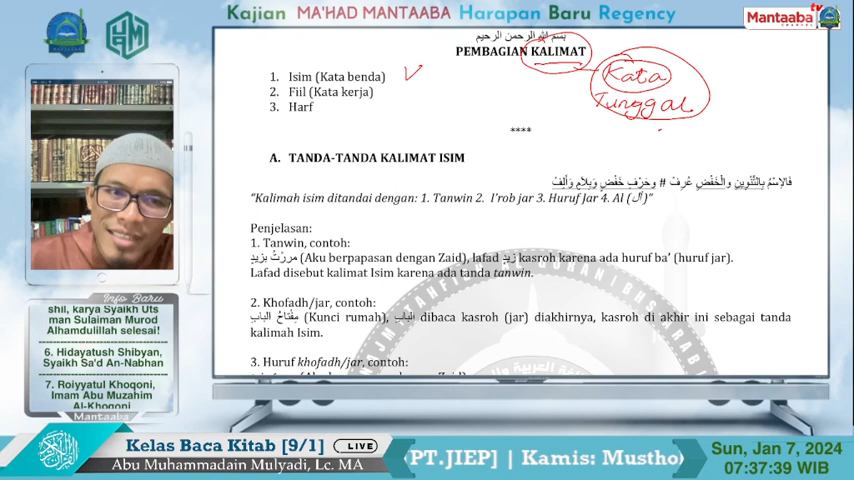 Kajian MA'HAD MANTAABA Harapan Baru Regency
Mantaaba tv
بسم الله الرحمن الرحيم
PEMBAGIAN KALIMAT
Kata
Tunggal
1. Isim (Kata benda)
2. Fiil (Kata kerja)
3. Harf
****
A. TANDA-TANDA KALIMAT ISIM
فَالاِسْمُ بِالتَّنْوِينِ والْخَفْضِ عُرِفْ # وحَرْفِ خَفْضٍ وَبِلاَمٍ وَأَلِفْ
"Kalimah isim ditandai dengan: 1. Tanwin 2. I'rob jar 3. Huruf Jar 4. Al (أل)"
Penjelasan:
1. Tanwin, contoh:
مررتُ بزيدٍ (Aku berpapasan dengan Zaid), lafad زيدٍ kasroh karena ada huruf ba' (huruf jar).
Lafad disebut kalimat Isim karena ada tanda tanwin.
2. Khofadh/jar, contoh:
مِفْتاحُ البابِ (Kunci rumah), البابِ dibaca kasroh (jar) diakhirnya, kasroh di akhir ini sebagai tanda
kalimah Isim.
3. Huruf khofadh/jar, contoh:
Info Baru
shil, karya Syaikh Uts
man Sulaiman Murod
Alhamdulillah selesai!
6. Hidayatush Shibyan,
Syaikh Sa'd An-Nabhan
7. Roiyyatul Khoqoni,
Imam Abu Muzahim
Al-Khoqoni
Mantaaba
Kelas Baca Kitab [9/1] LIVE
Abu Muhammadain Mulyadi, Lc. MA
(PT.JIEP] | Kamis: Mustho
Sun, Jan 7, 2024
07:37:39 WIB